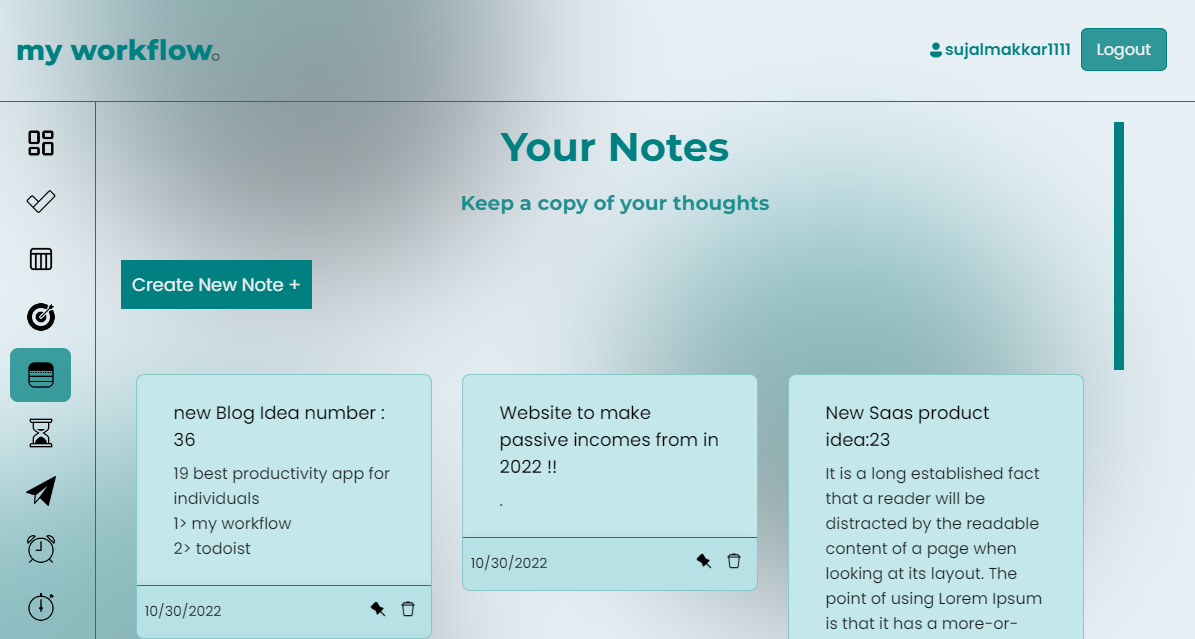 my workflow.
sujalmakkar1111
Logout
Your Notes
Keep a copy of your thoughts
Create New Note +
new Blog Idea number :
36
19 best productivity app for
individuals
1> my workflow
2> todoist
10/30/2022
Website to make
passive incomes from in
2022 !!
.
10/30/2022
New Saas product
idea:23
It is a long established fact
that a reader will be
distracted by the readable
content of a page when
looking at its layout. The
point of using Lorem Ipsum
is that it has a more-or-